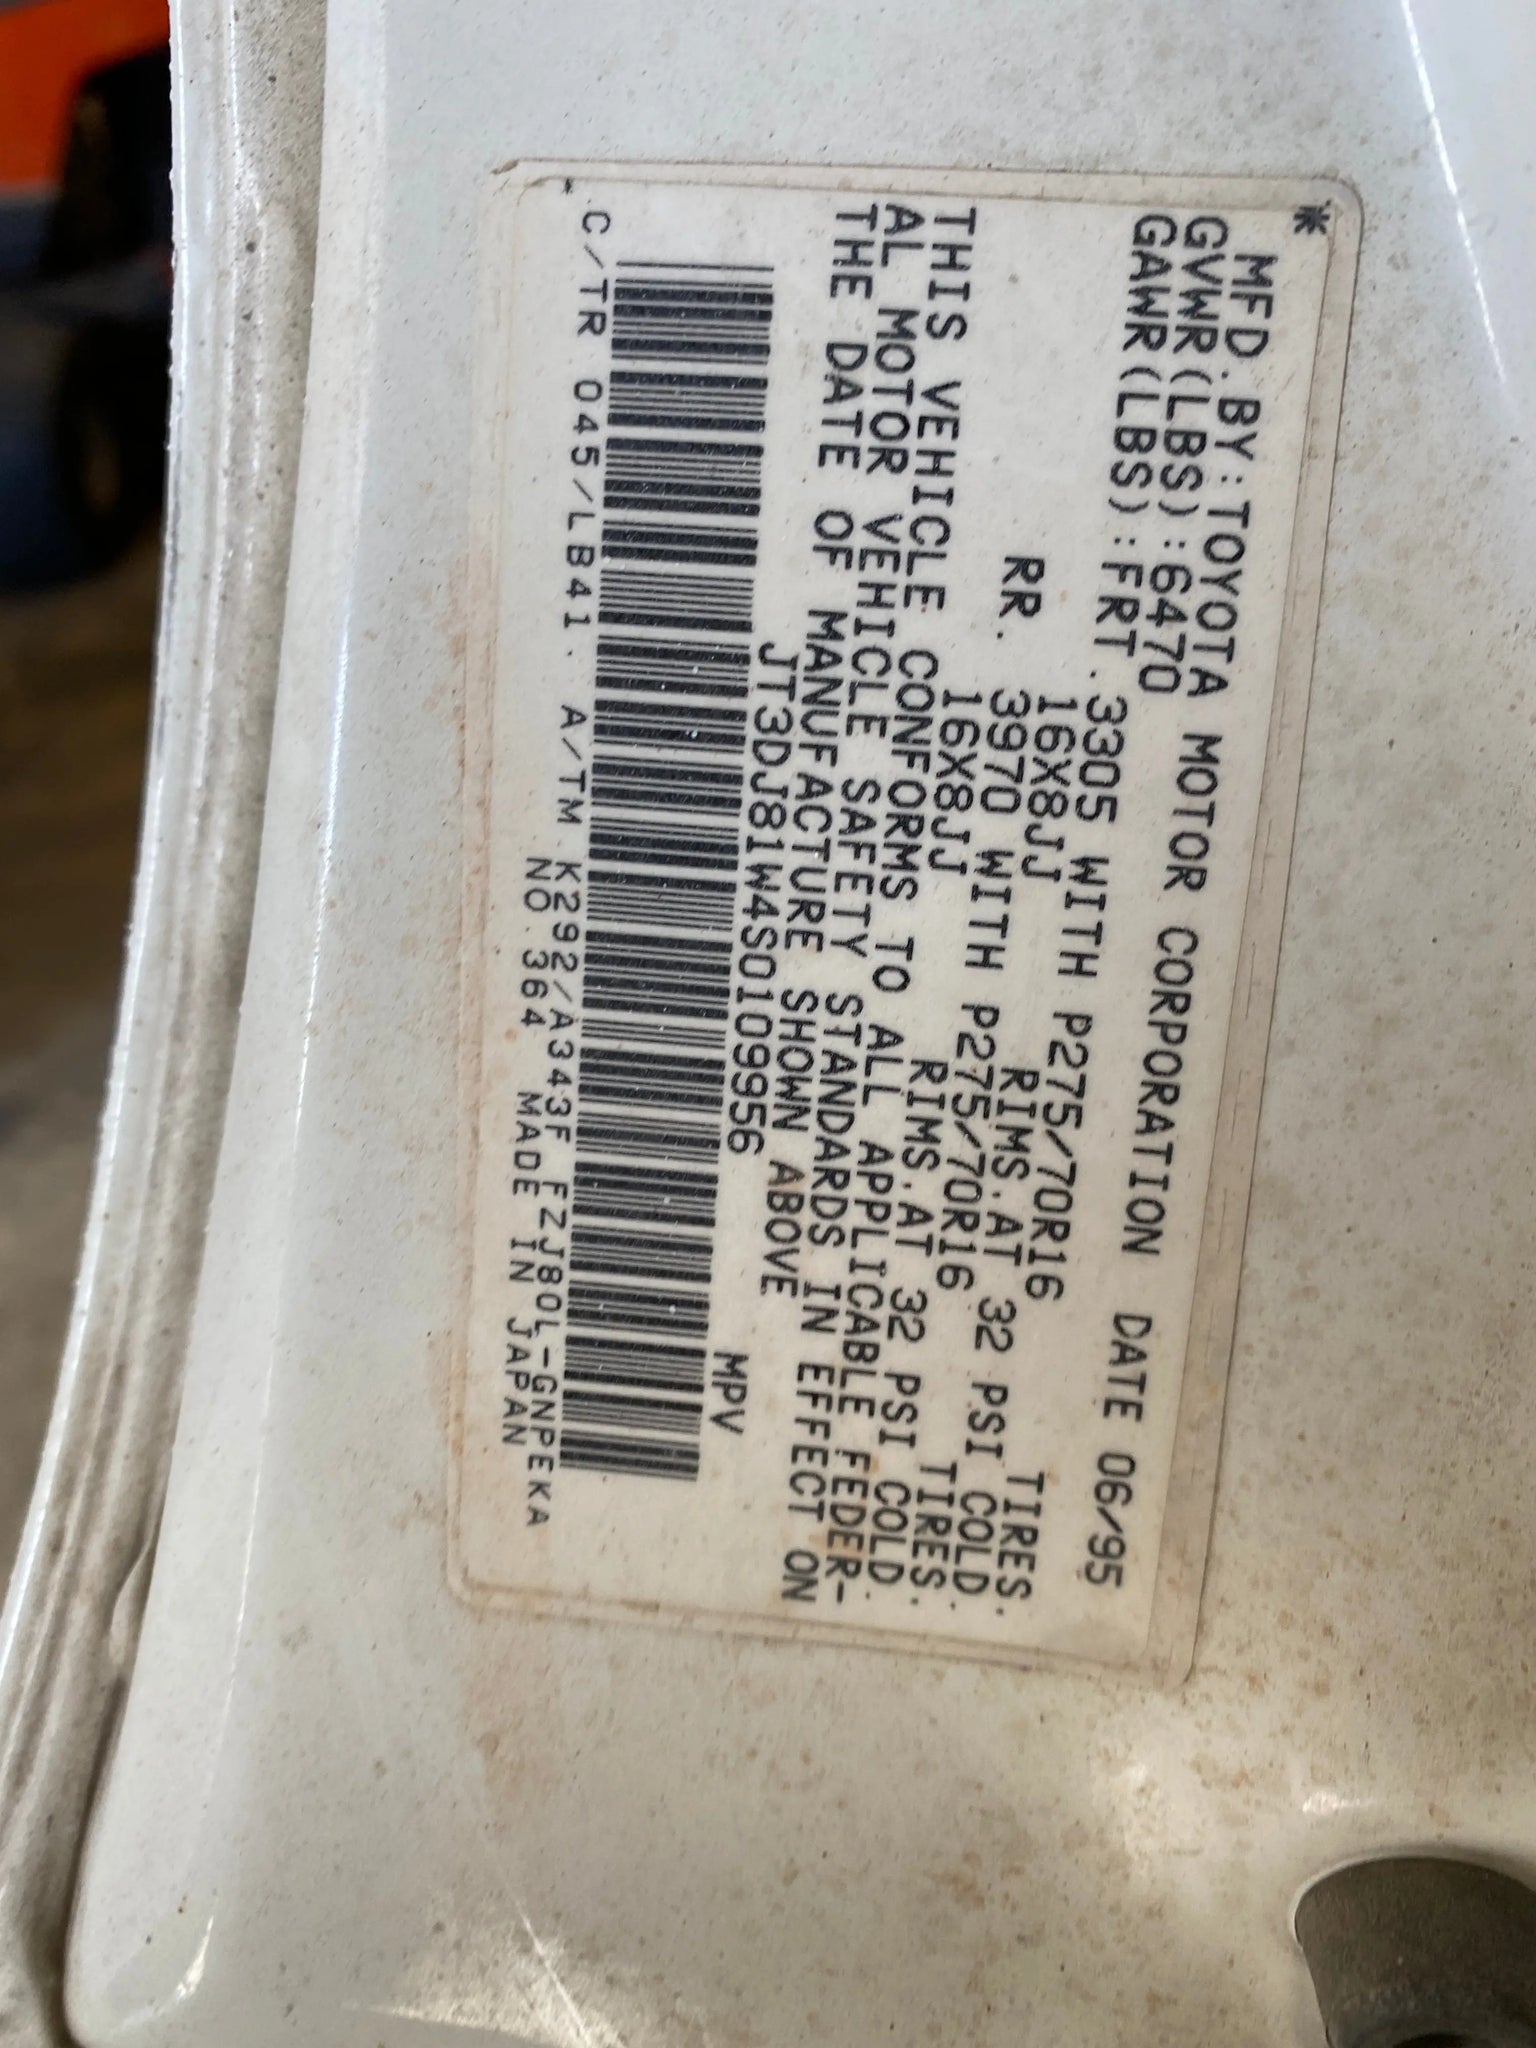 *
MFD.BY:TOYOTA MOTOR CORPORATION DATE 06/95
GVWR(LBS):6470
GAWR(LBS):FRT.3305 WITH P275/70R16 TIRES.
16X8JJ RIMS.AT 32 PSI COLD.
RR. 3970 WITH P275/70R16 TIRES.
16X8JJ RIMS.AT 32 PSI COLD.
THIS VEHICLE CONFORMS TO ALL APPLICABLE FEDER-
AL MOTOR VEHICLE SAFETY STANDARDS IN EFFECT ON
THE DATE OF MANUFACTURE SHOWN ABOVE
JT3DJ81W4S0109956 MPV
C/TR 045/LB41. A/TM K292/A343F FZJ80L-GNPEKA
NO.364 MADE IN JAPAN